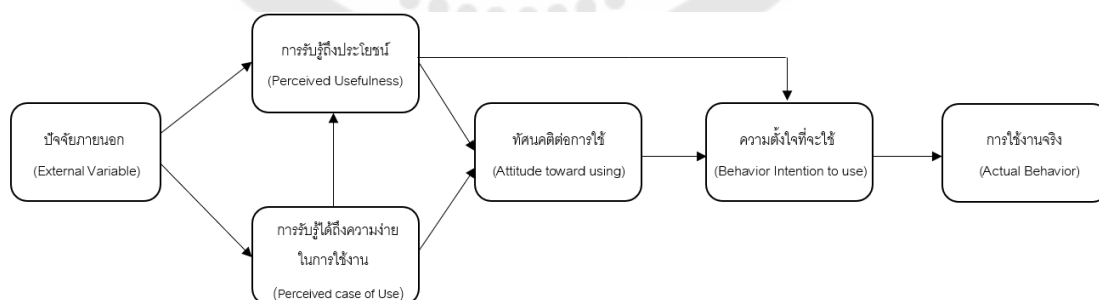 การรับรู้ถึงประโยชน์
(Perceived Usefulness)
ปัจจัยภายนอก
(External Variable)
ทัศนคติต่อการใช้
(Attitude toward using)
ความตั้งใจที่จะใช้
(Behavior Intention to use)
การใช้งานจริง
(Actual Behavior)
การรับรู้ได้ถึงความง่าย
ในการใช้งาน
(Perceived case of Use)